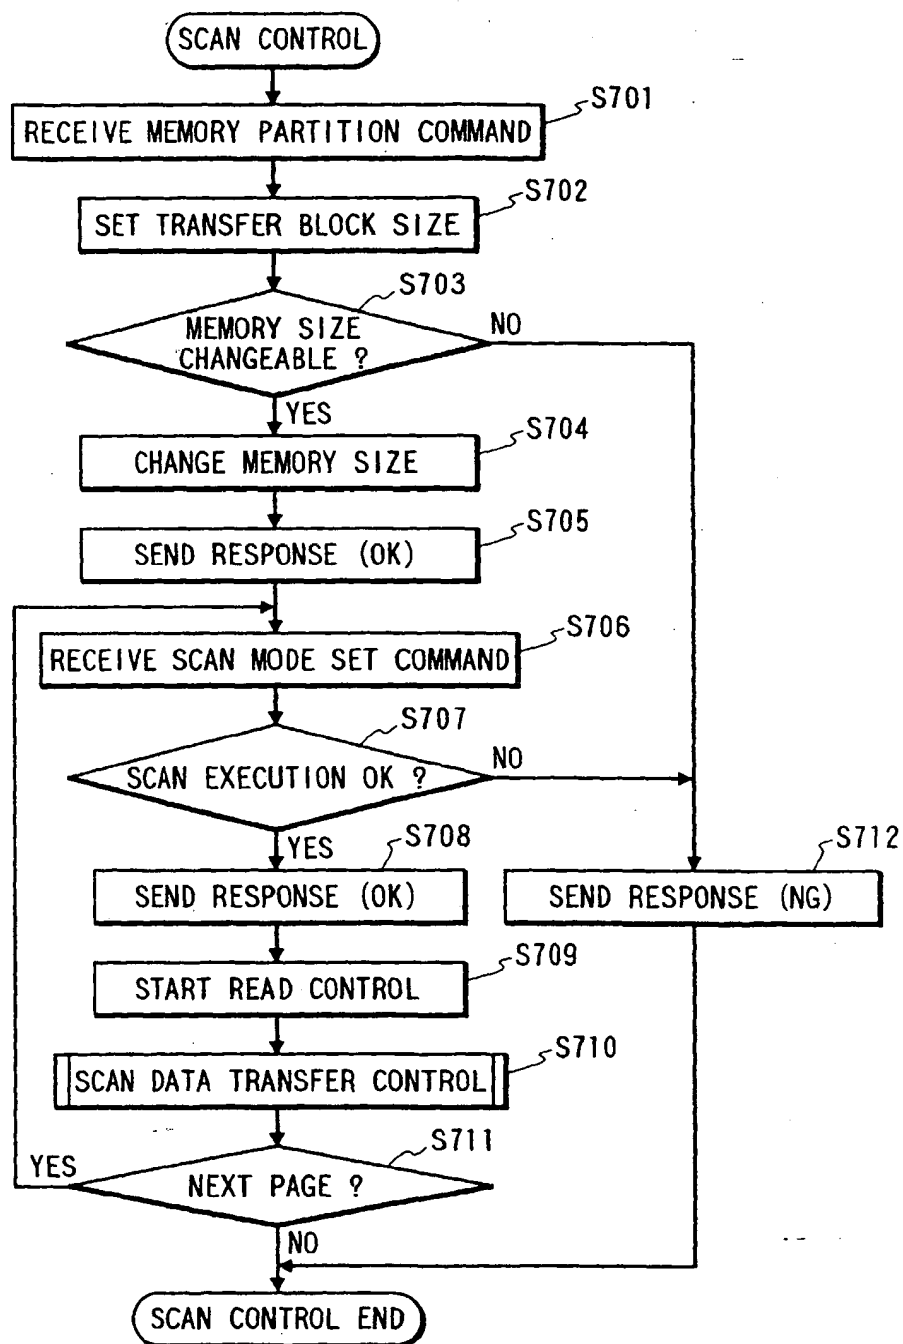 SCAN CONTROL
S701
RECEIVE MEMORY PARTITION COMMAND
S702
SET TRANSFER BLOCK SIZE
S703
MEMORY SIZE
CHANGEABLE ?
NO
YES
S704
CHANGE MEMORY SIZE
S705
SEND RESPONSE (OK)
S706
RECEIVE SCAN MODE SET COMMAND
S707
SCAN EXECUTION OK ?
NO
YES
S708
SEND RESPONSE (OK)
S712
SEND RESPONSE (NG)
S709
START READ CONTROL
S710
SCAN DATA TRANSFER CONTROL
S711
YES
NEXT PAGE ?
NO
SCAN CONTROL END